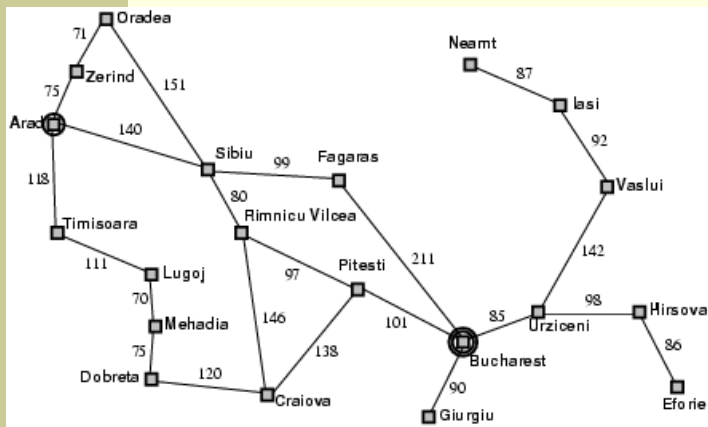 Oradea
71
Neamt
Zerind
87
75
151
Iasi
Arad
140
92
Sibiu
99
Fagaras
118
Vaslui
80
Timisoara
Rimnicu Vilcea
142
111
Lugoj
97
Pitesti
211
70
98
Hirsova
Mehadia
146
101
85
Urziceni
75
138
86
Bucharest
Dobreta
120
90
Craiova
Eforie
Giurgiu